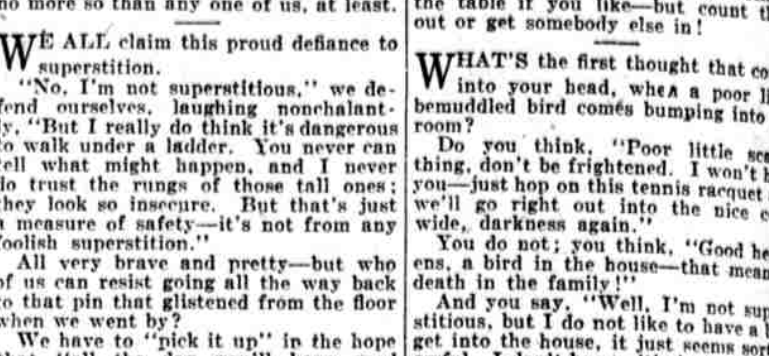 no more so than any one of us, at least.
WE ALL claim this proud defiance to
superstition.
"No, I'm not superstitious," we de-
fend ourselves, laughing nonchalant-
ly, "But I really do think it's dangerous
to walk under a ladder. You never can
tell what might happen, and I never
do trust the rungs of those tall ones;
they look so insecure. But that's just
a measure of safety—it's not from any
foolish superstition."
All very brave and pretty—but who
of us can resist going all the way back
to that pin that glistened from the floor
when we went by?
We have to "pick it up" in the hope
the table if you like—but count
out or get somebody else in!
WHAT'S the first thought that co
into your head, when a poor li
bemuddled bird comes bumping into
room?
Do you think, "Poor little sca
thing, don't be frightened. I won't h
you—just hop on this tennis racquet
we'll go right out into the nice c
wide, darkness again."
You do not; you think, "Good he
ens, a bird in the house—that mean
death in the family!"
And you say, "Well, I'm not sup
stitious, but I do not like to have a b
get into the house, it just seems sort